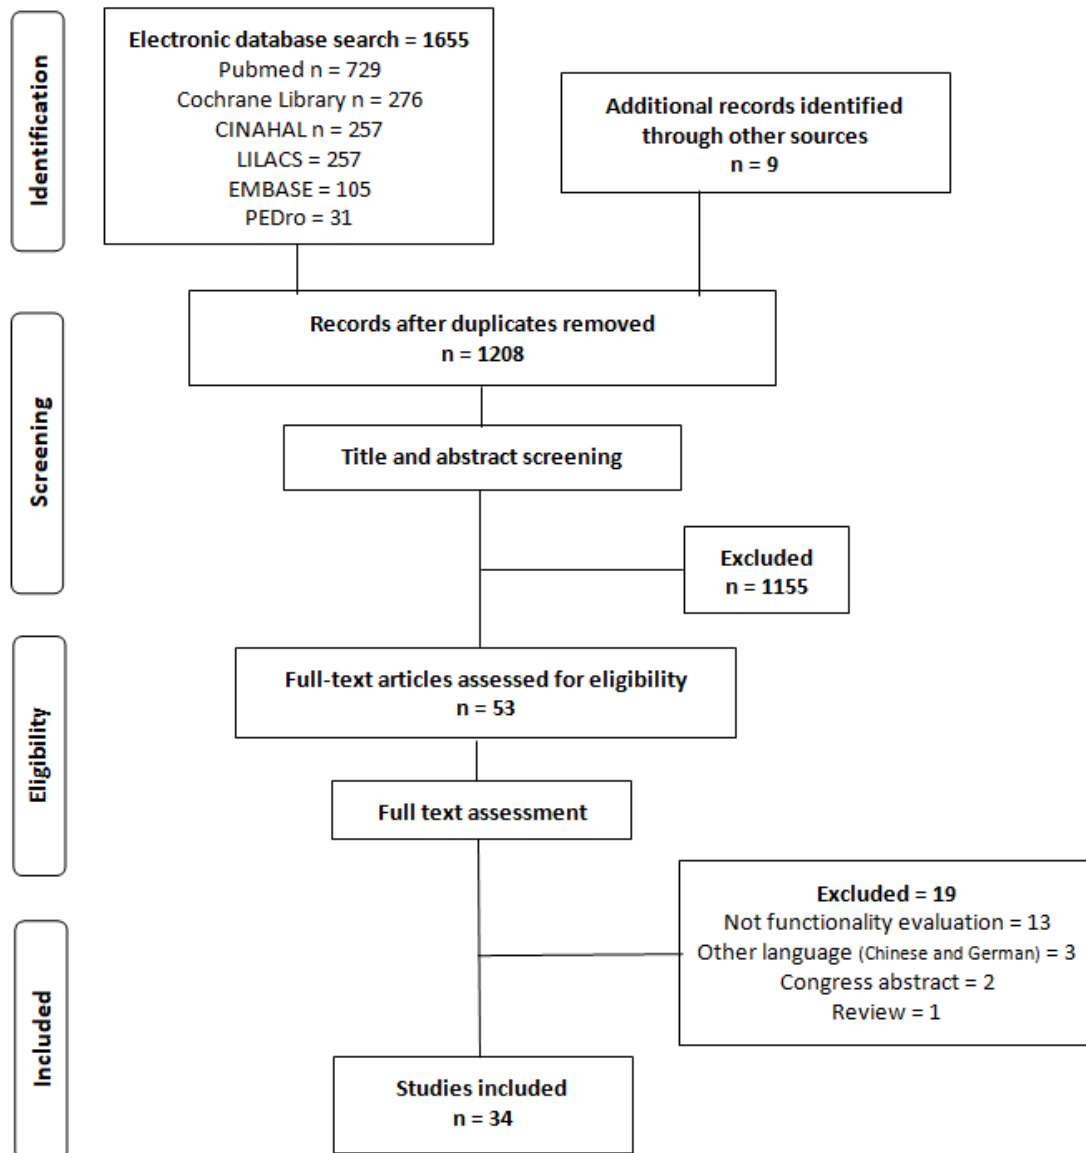 Identification
Electronic database search = 1655
Pubmed n = 729
Cochrane Library n = 276
CINAHAL n = 257
LILACS = 257
EMBASE = 105
PEDro = 31
Additional records identified
through other sources
n = 9
Screening
Records after duplicates removed
n = 1208
Title and abstract screening
Excluded
n = 1155
Eligibility
Full-text articles assessed for eligibility
n = 53
Full text assessment
Included
Excluded = 19
Not functionality evaluation = 13
Other language (Chinese and German) = 3
Congress abstract = 2
Review = 1
Studies included
n = 34